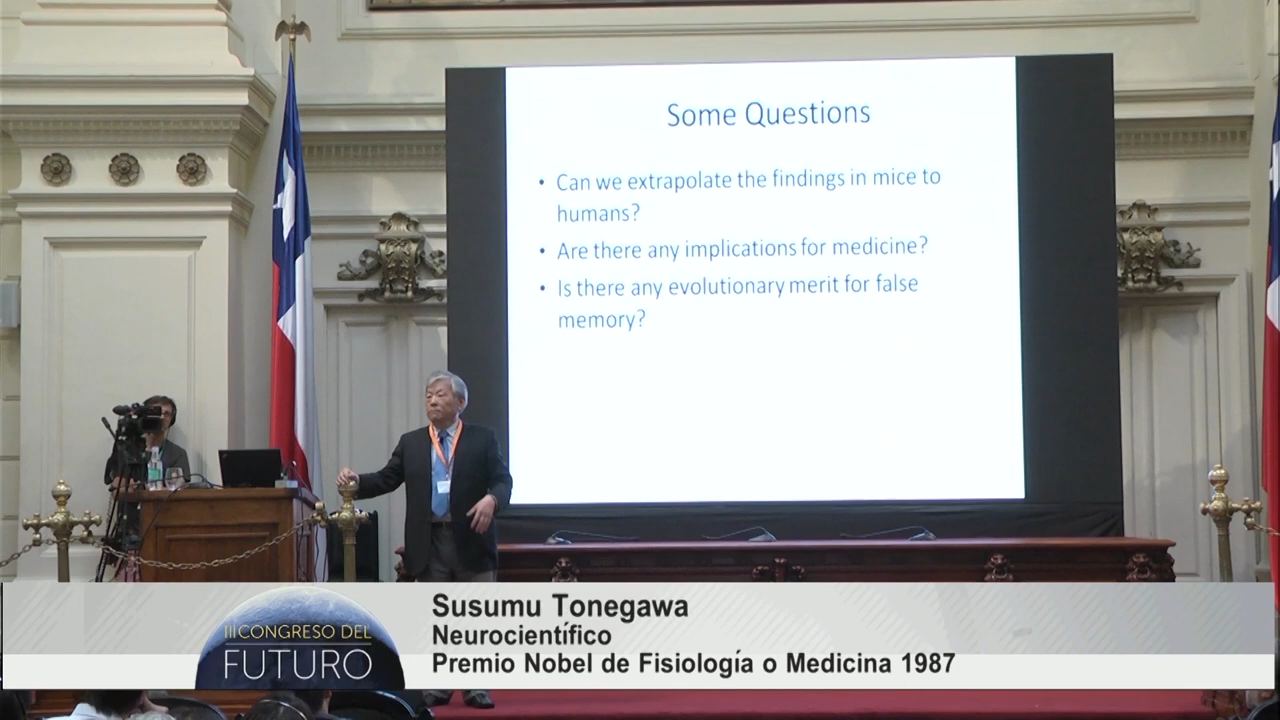 Some Questions
• Can we extrapolate the findings in mice to
humans?
• Are there any implications for medicine?
• Is there any evolutionary merit for false
memory?
III CONGRESO DEL
FUTURO
Susumu Tonegawa
Neurocientífico
Premio Nobel de Fisiología o Medicina 1987